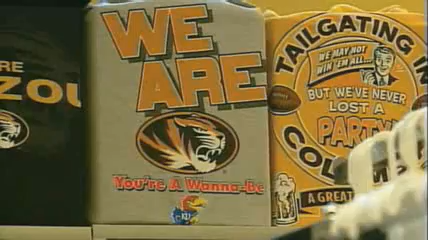 RE
ZOU
WE
ARE
You're A Wanna-Be
KU
TAILGATING IN
WE MAY NOT
WIN 'EM ALL...
BUT WE'VE NEVER
LOST A
PARTY
A GREAT